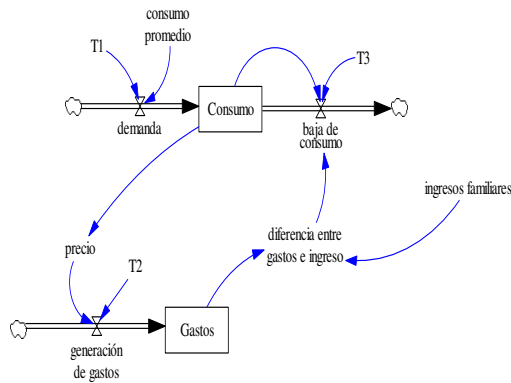 consumo
promedio
T1
T3
Consumo
demanda
baja de
consumo
ingresos familiares
diferencia entre
gastos e ingreso
precio
T2
Gastos
generación
de gastos